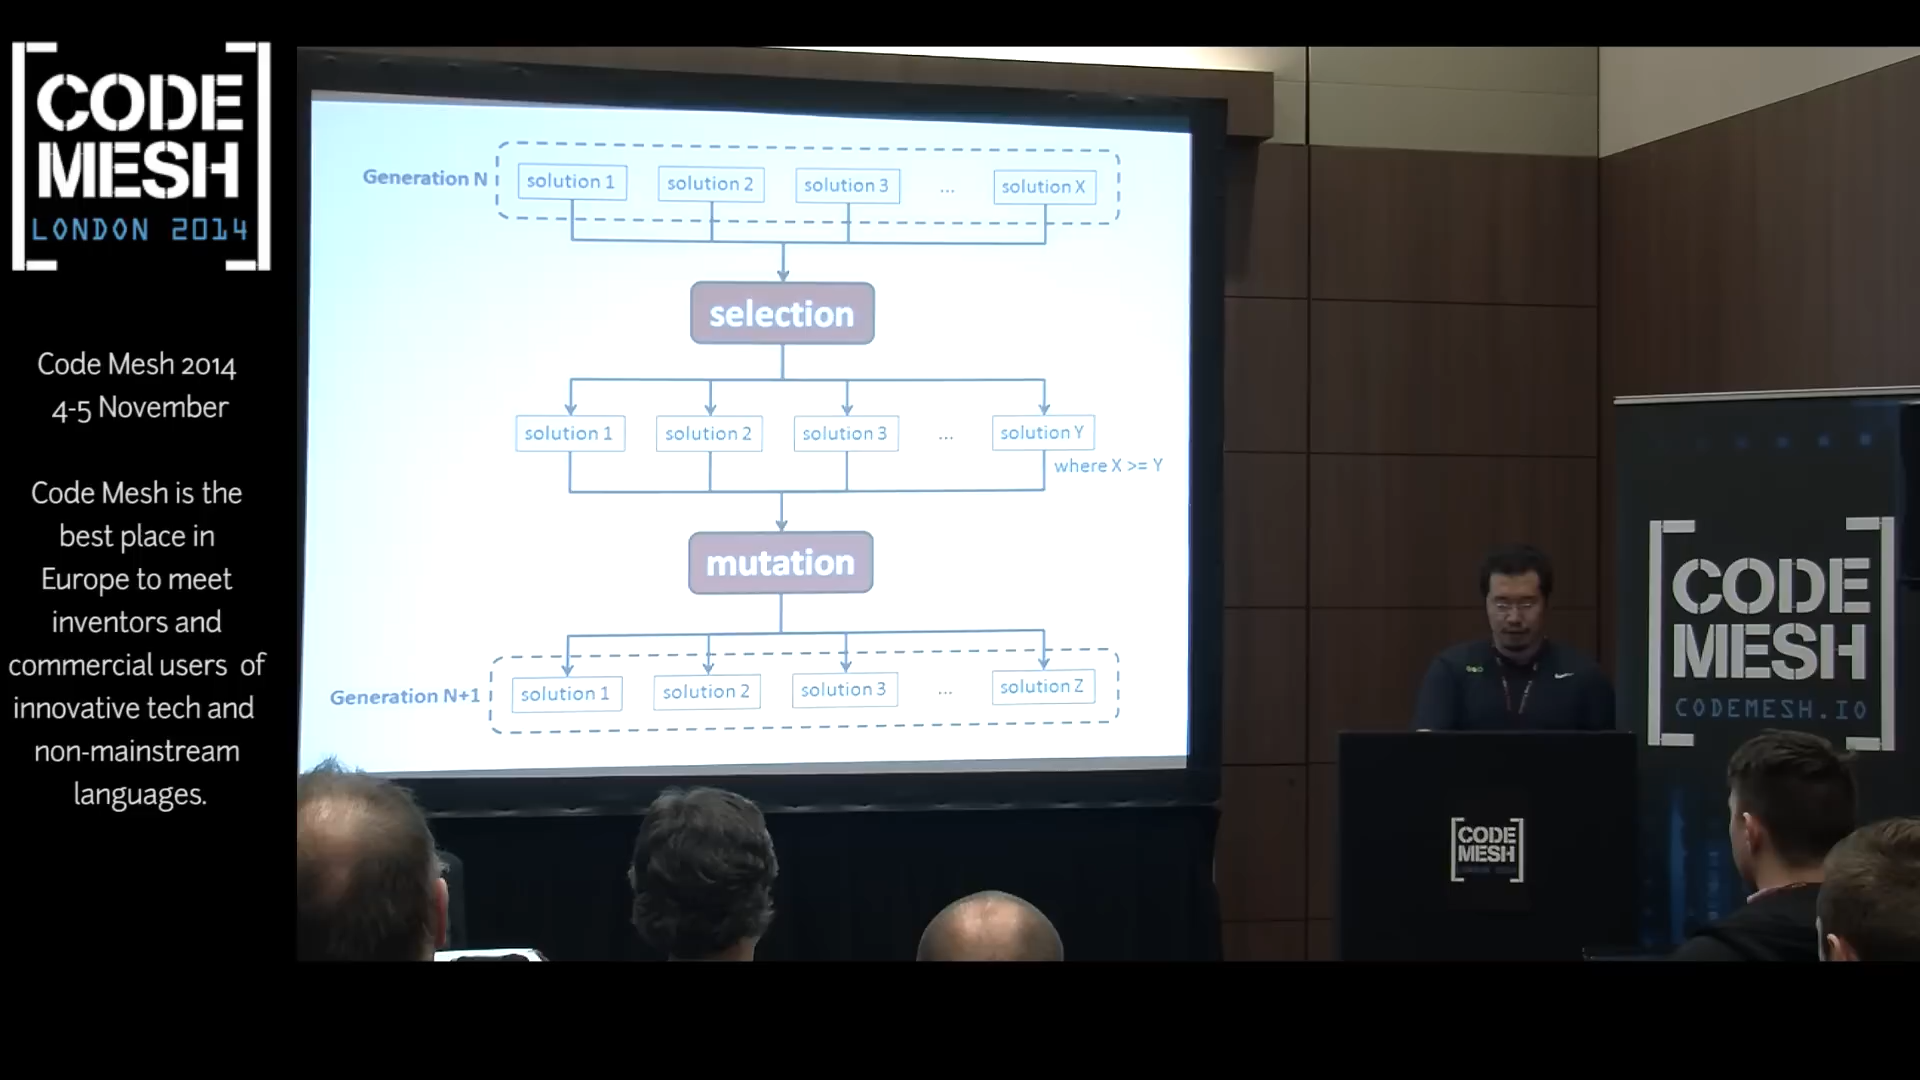 CODE
MESH
LONDON 2014
Code Mesh 2014
4-5 November
Code Mesh is the
best place in
Europe to meet
inventors and
commercial users of
innovative tech and
non-mainstream
languages.
Generation N
solution 1
solution 2
solution 3
...
solution X
selection
solution 1
solution 2
solution 3
...
solution Y
where X >= Y
mutation
Generation N+1
solution 1
solution 2
solution 3
...
solution Z
CODE
MESH
CODEMESH.IO
CODE
MESH